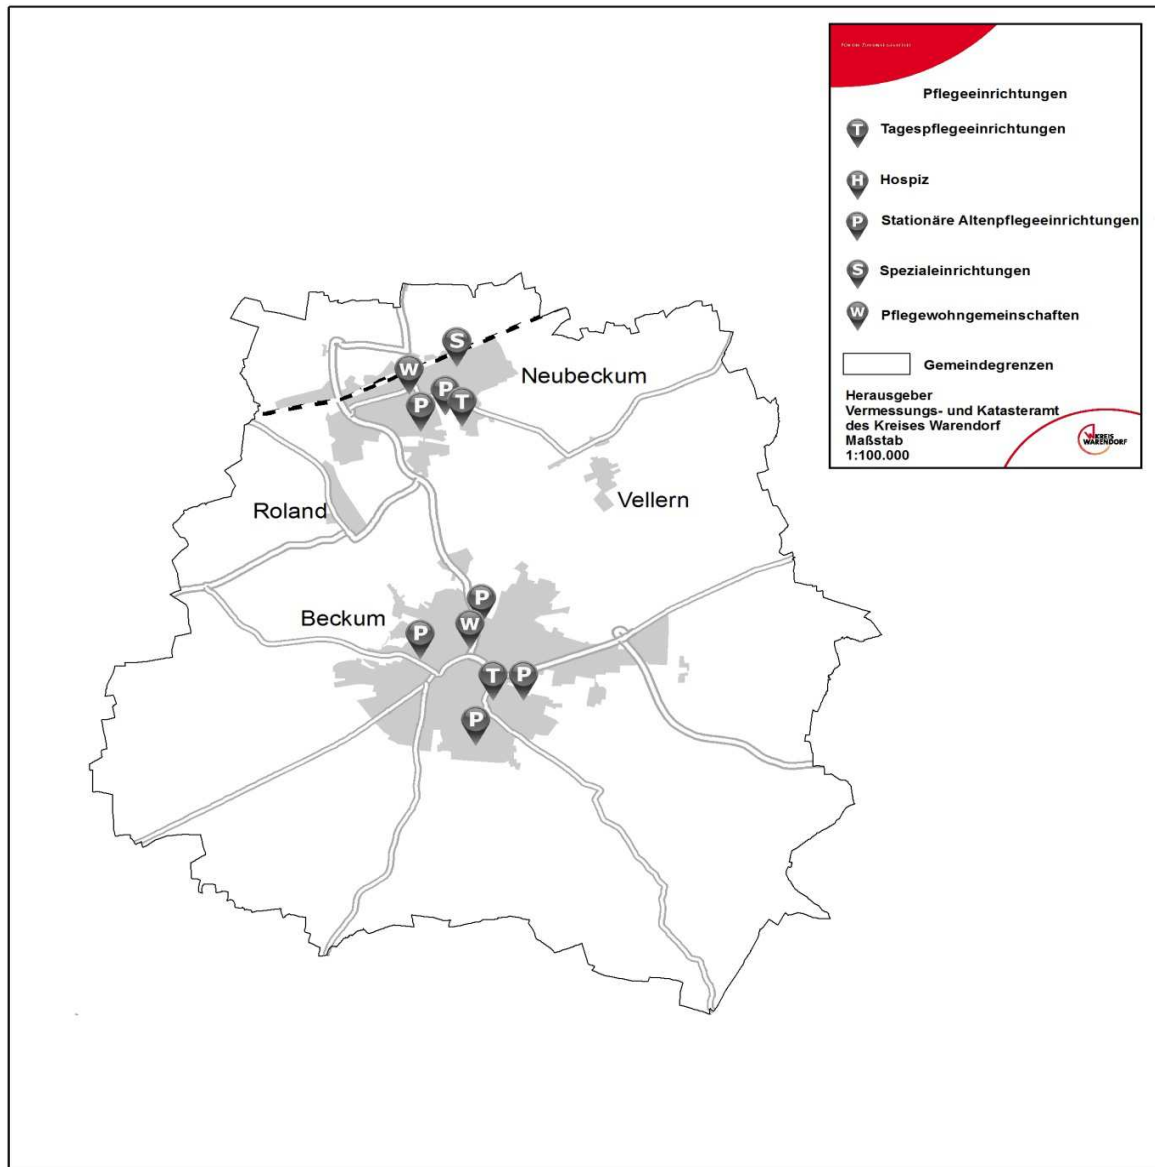 Pflegeeinrichtungen
T Tagespflegeeinrichtungen
H Hospiz
P Stationäre Altenpflegeeinrichtungen
S Spezialeinrichtungen
W Pflegewohngemeinschaften
Gemeindegrenzen
Herausgeber
Vermessungs- und Katasteramt
des Kreises Warendorf
Maßstab
1:100.000
KREIS
WARENDORF
S
W
Neubeckum
P
P
T
Vellern
Roland
P
Beckum
W
P
T
P
P